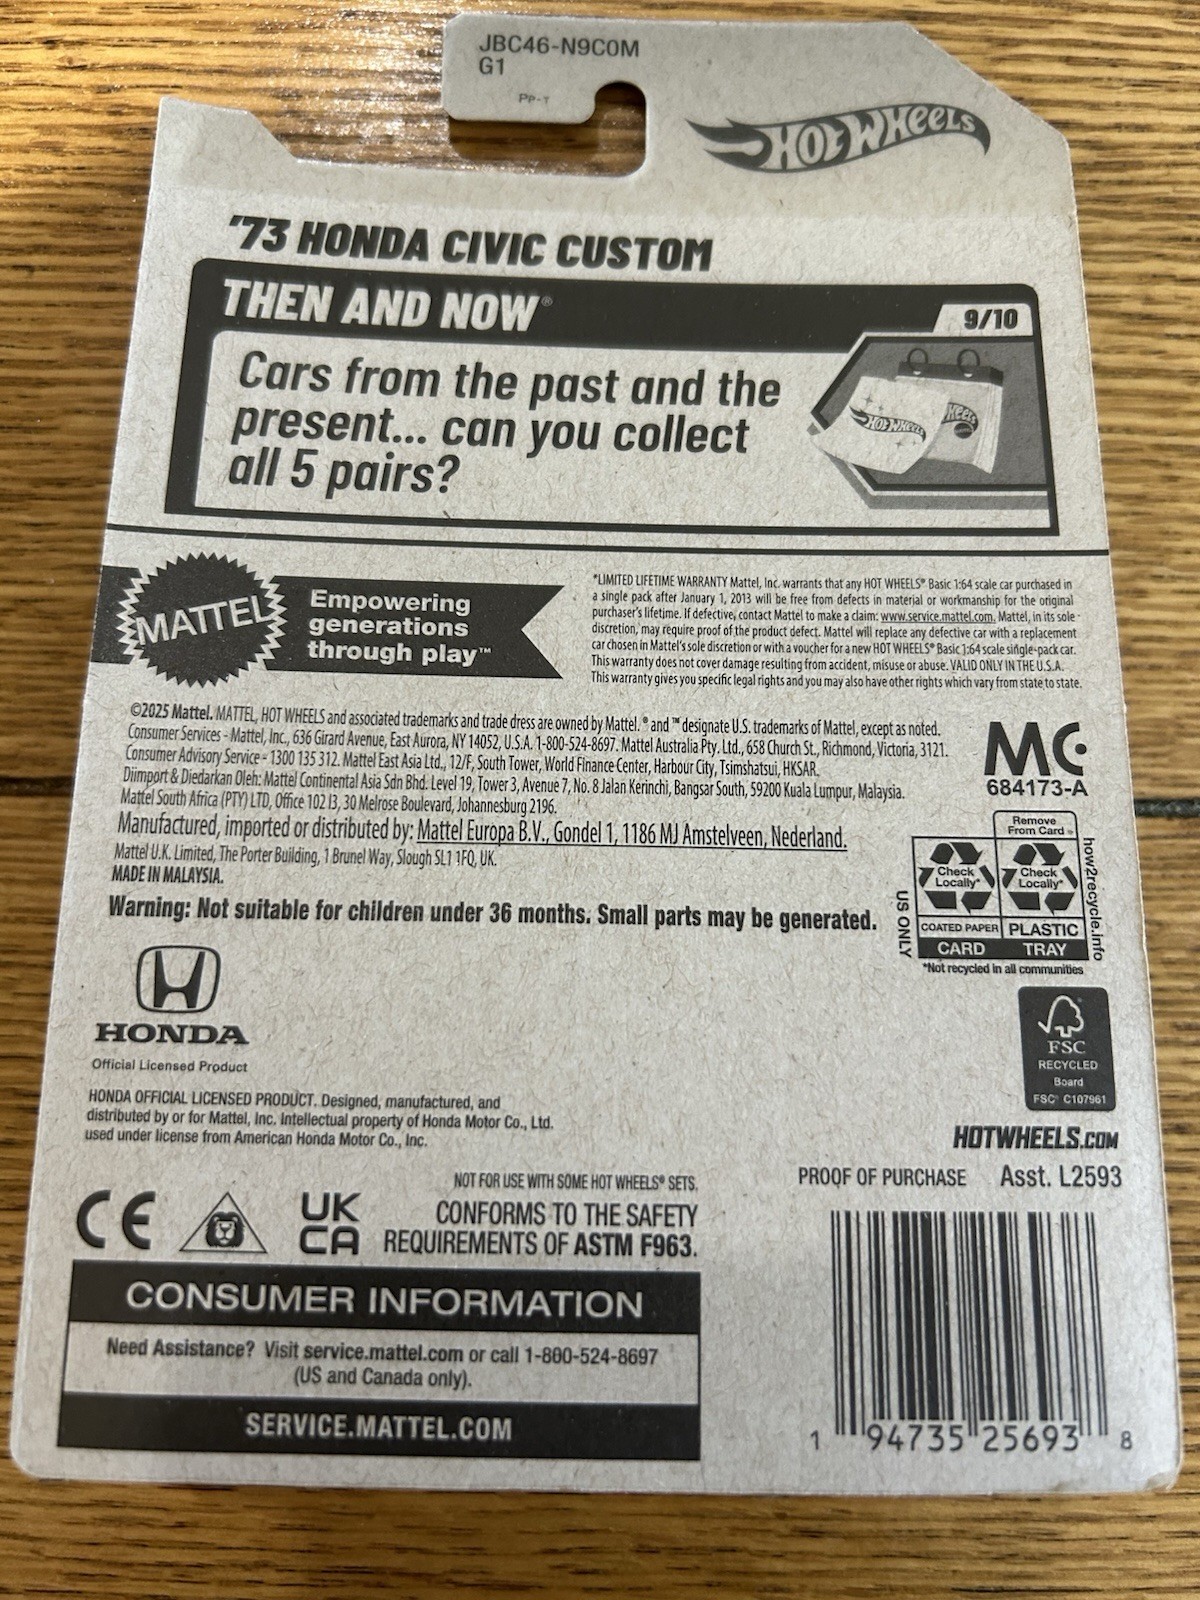 JBC46-N9C0M
G1
PP-T
HOT WHEELS
'73 HONDA CIVIC CUSTOM
THEN AND NOW®
9/10
Cars from the past and the
present... can you collect
all 5 pairs?
HOT WHEELS
WHEELS
MATTEL
Empowering
generations
through play™
*LIMITED LIFETIME WARRANTY Mattel, Inc. warrants that any HOT WHEELS® Basic 1:64 scale car purchased in
a single pack after January 1, 2013 will be free from defects in material or workmanship for the original
purchaser's lifetime. If defective, contact Mattel to make a claim: www.service.mattel.com. Mattel, in its sole
discretion, may require proof of the product defect. Mattel will replace any defective car with a replacement
car chosen in Mattel's sole discretion or with a voucher for a new HOT WHEELS® Basic 1:64 scale single-pack car.
This warranty does not cover damage resulting from accident, misuse or abuse. VALID ONLY IN THE U.S.A.
This warranty gives you specific legal rights and you may also have other rights which vary from state to state.
©2025 Mattel. MATTEL, HOT WHEELS and associated trademarks and trade dress are owned by Mattel. ® and ™ designate U.S. trademarks of Mattel, except as noted.
Consumer Services - Mattel, Inc., 636 Girard Avenue, East Aurora, NY 14052, U.S.A. 1-800-524-8697. Mattel Australia Pty. Ltd., 658 Church St., Richmond, Victoria, 3121.
Consumer Advisory Service - 1300 135 312. Mattel East Asia Ltd., 12/F, South Tower, World Finance Center, Harbour City, Tsimshatsui, HKSAR.
Diimport & Diedarkan Oleh: Mattel Continental Asia Sdn Bhd. Level 19, Tower 3, Avenue 7, No. 8 Jalan Kerinchi, Bangsar South, 59200 Kuala Lumpur, Malaysia.
Mattel South Africa (PTY) LTD, Office 102 I3, 30 Melrose Boulevard, Johannesburg 2196.
Manufactured, imported or distributed by: Mattel Europa B.V., Gondel 1, 1186 MJ Amstelveen, Nederland.
Mattel U.K. Limited, The Porter Building, 1 Brunel Way, Slough SL1 1FQ, UK.
MADE IN MALAYSIA.
MC
684173-A
Remove
From Card
Check
Locally*
Check
Locally*
COATED PAPER
PLASTIC
CARD
TRAY
US ONLY
how2recycle.info
*Not recycled in all communities
Warning: Not suitable for children under 36 months. Small parts may be generated.
HONDA
Official Licensed Product
FSC
RECYCLED
Board
FSC® C107961
HONDA OFFICIAL LICENSED PRODUCT. Designed, manufactured, and
distributed by or for Mattel, Inc. Intellectual property of Honda Motor Co., Ltd.
used under license from American Honda Motor Co., Inc.
HOTWHEELS.COM
PROOF OF PURCHASE Asst. L2593
NOT FOR USE WITH SOME HOT WHEELS® SETS.
CE
UK
CA
CONFORMS TO THE SAFETY
REQUIREMENTS OF ASTM F963.
CONSUMER INFORMATION
Need Assistance? Visit service.mattel.com or call 1-800-524-8697
(US and Canada only).
SERVICE.MATTEL.COM
1 94735 25693 8